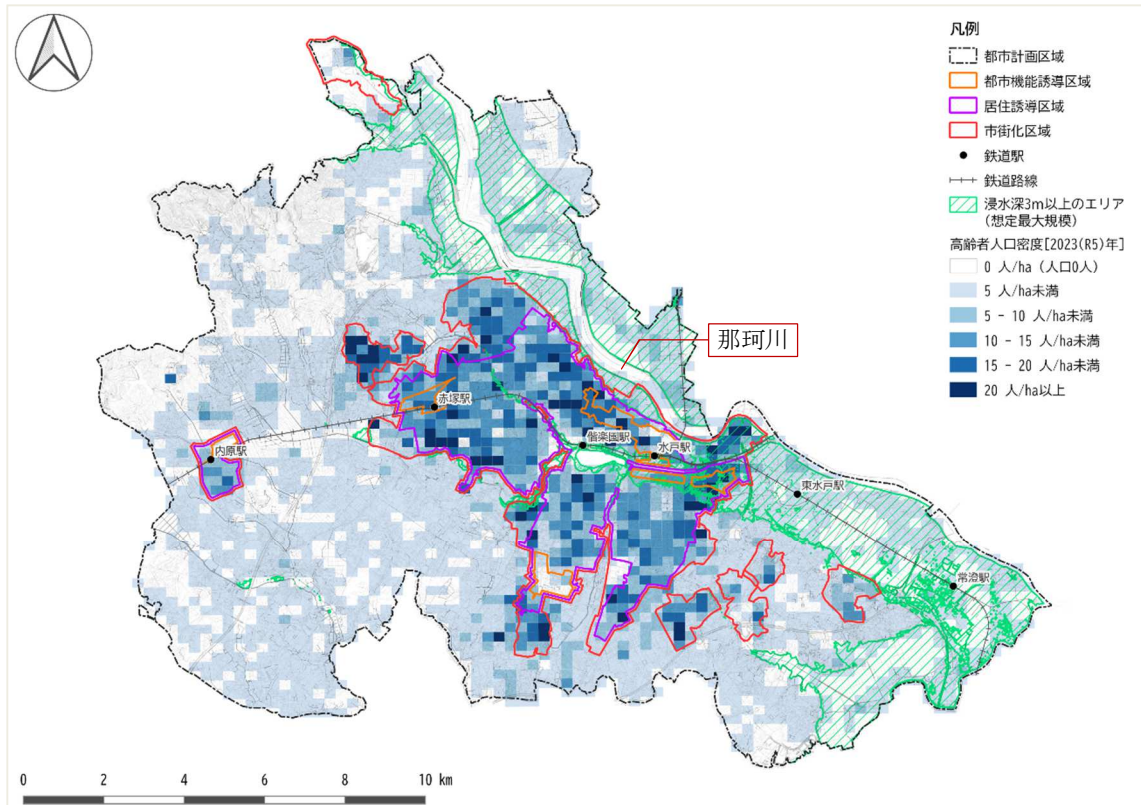 凡例
都市計画区域
都市機能誘導区域
居住誘導区域
市街化区域
鉄道駅
鉄道路線
浸水深3m以上のエリア
(想定最大規模)
高齢者人口密度[2023(R5)年]
0 人/ha (人口0人)
5 人/ha未満
5 - 10 人/ha未満
10 - 15 人/ha未満
15 - 20 人/ha未満
20 人/ha以上
那珂川
赤塚駅
偕楽園駅
水戸駅
内原駅
東水戸駅
常澄駅
0 2 4 6 8 10 km